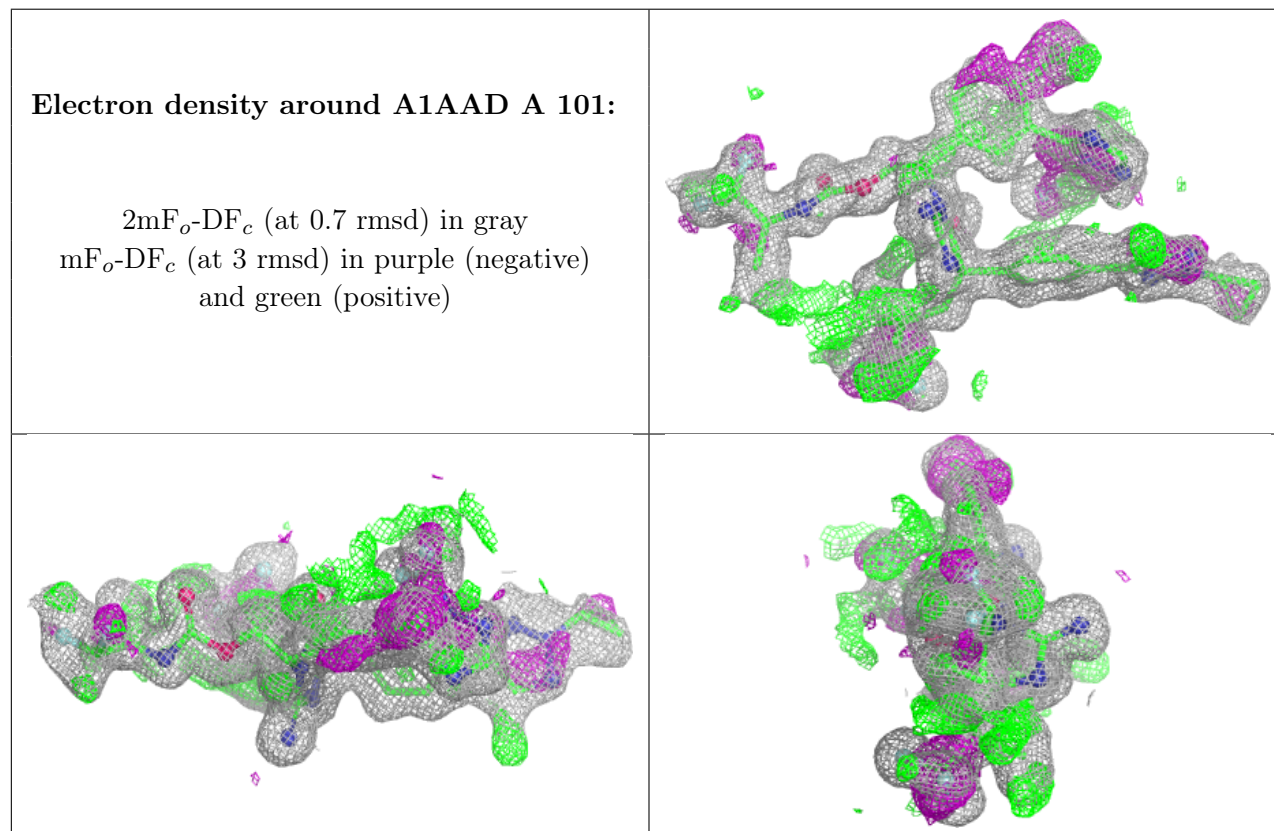 Electron density around A1AAD A 101:
2mFₒ-DF𝒸 (at 0.7 rmsd) in gray
mFₒ-DF𝒸 (at 3 rmsd) in purple (negative)
and green (positive)